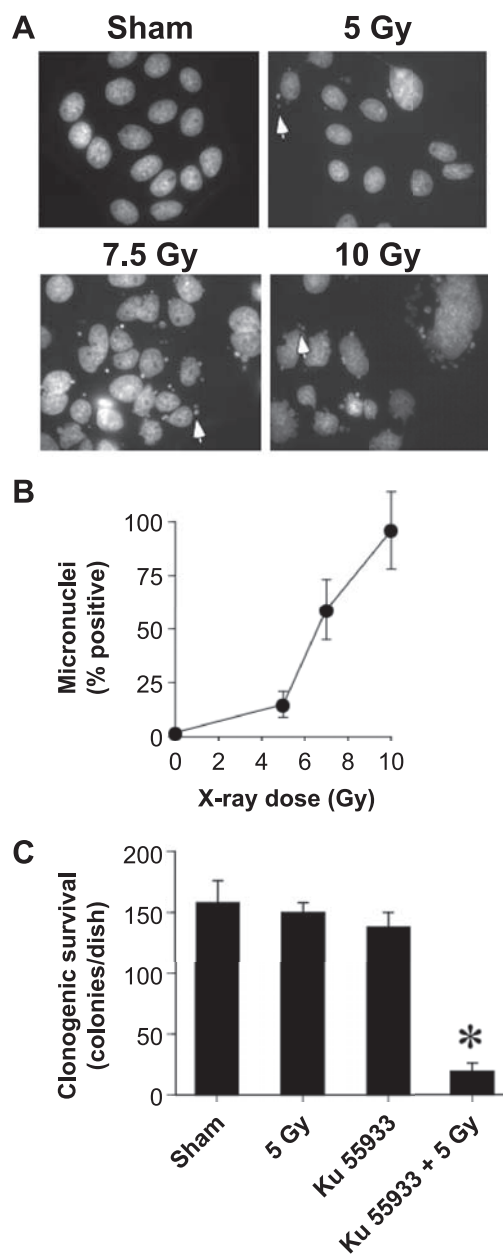 A
Sham
5 Gy
7.5 Gy
10 Gy
B
Micronuclei
(% positive)
100
75
50
25
0
0 2 4 6 8 10
X-ray dose (Gy)
C
Clonogenic survival
(colonies/dish)
200
150
100
50
0
*
Sham
5 Gy
Ku 55933
Ku 55933 + 5 Gy